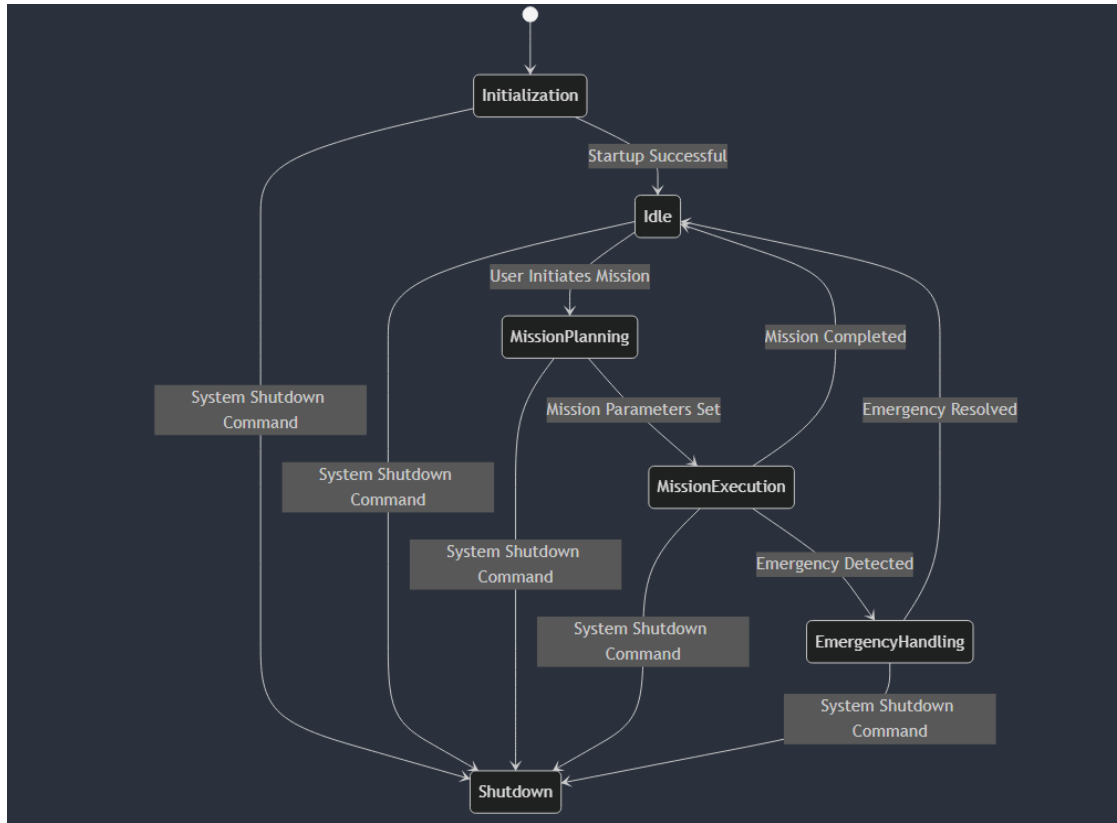 Initialization
Startup Successful
Idle
User Initiates Mission
MissionPlanning
Mission Completed
System Shutdown
Command
Mission Parameters Set
Emergency Resolved
System Shutdown
Command
MissionExecution
System Shutdown
Command
Emergency Detected
System Shutdown
Command
EmergencyHandling
System Shutdown
Command
Shutdown